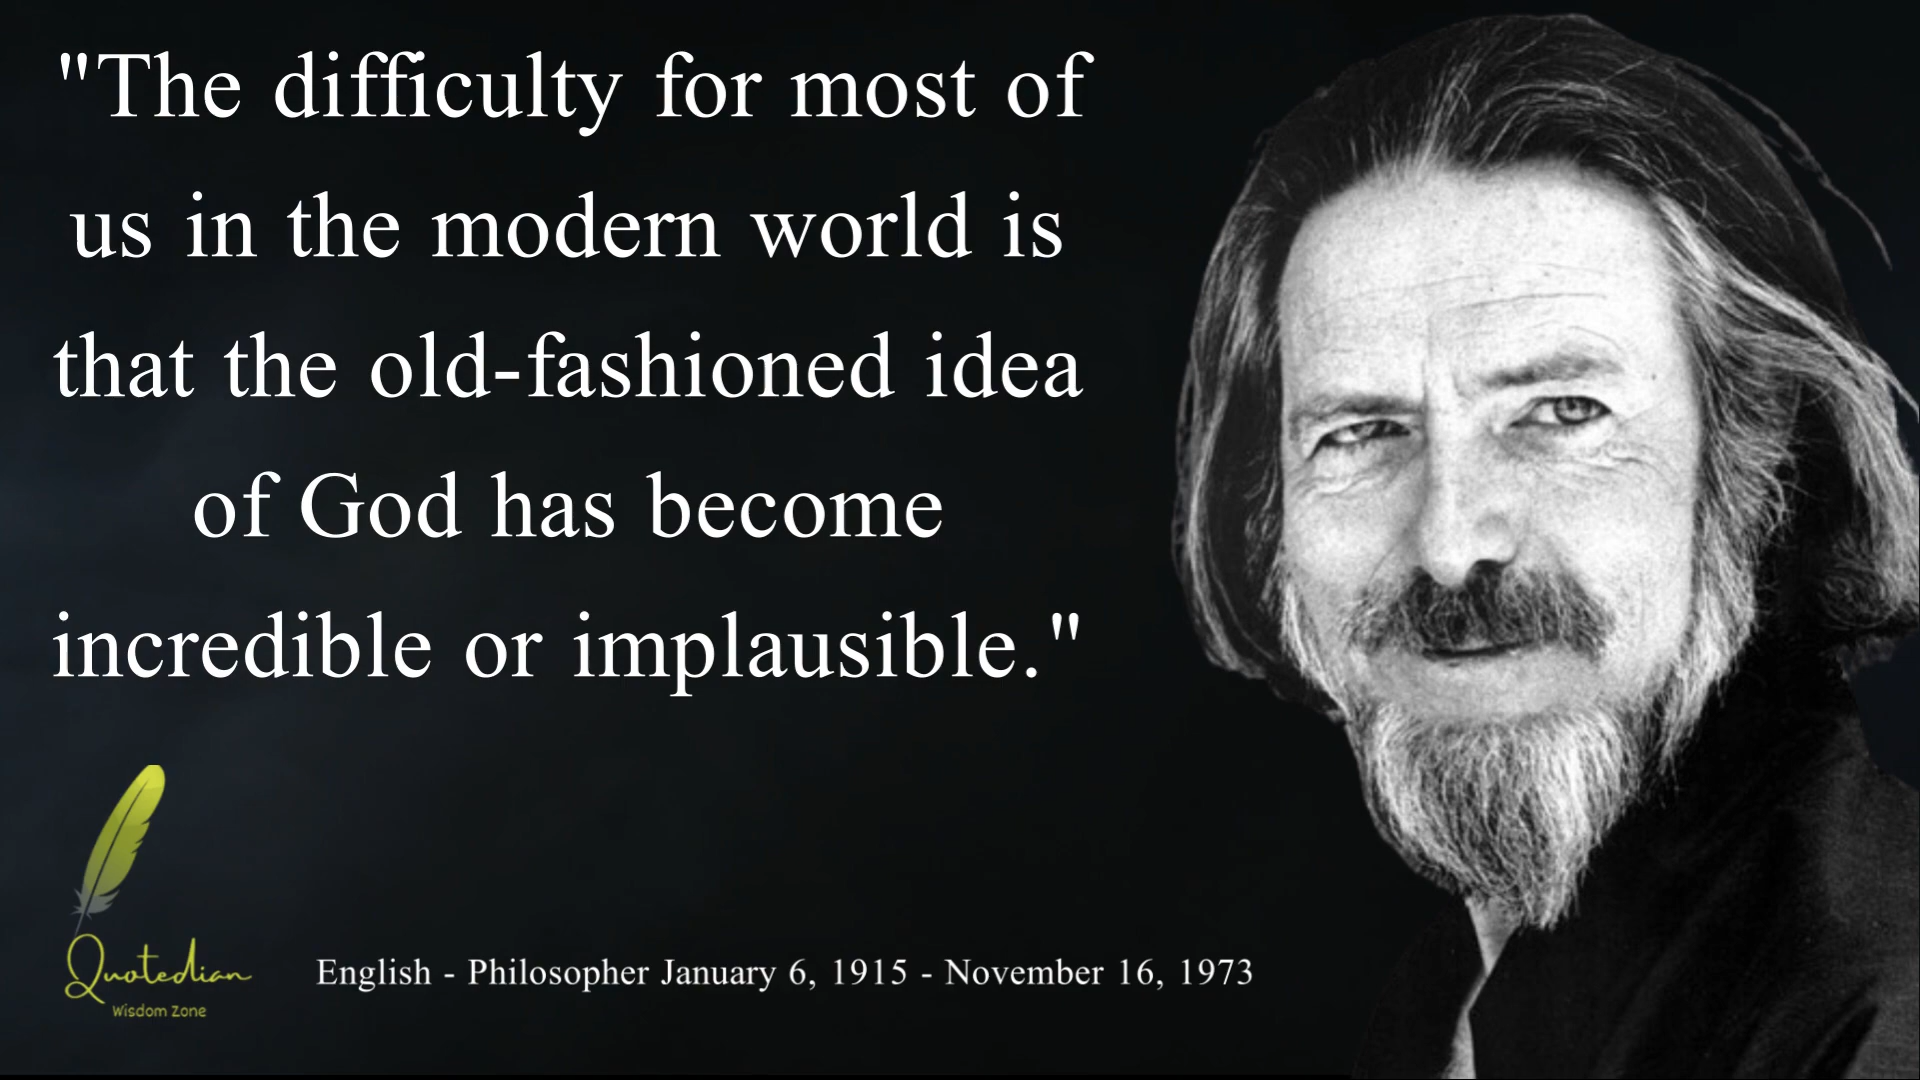 "The difficulty for most of
us in the modern world is
that the old-fashioned idea
of God has become
incredible or implausible."
Quotedian
Wisdom Zone
English - Philosopher January 6, 1915 - November 16, 1973